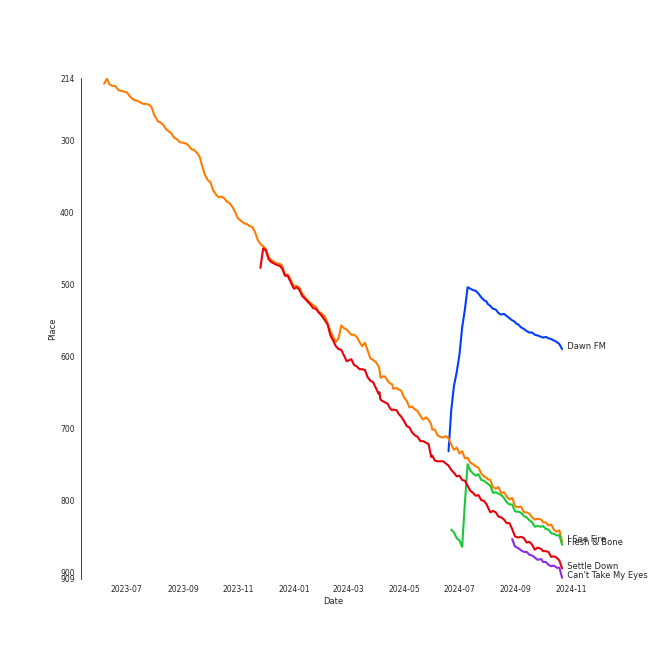 214
300
400
500
600
700
800
900
909
Place
2023-07
2023-09
2023-11
2024-01
2024-03
2024-05
2024-07
2024-09
2024-11
Date
Dawn FM
I See Fire
Flesh & Bone
Settle Down
Can't Take My Eyes